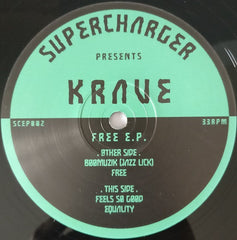 SUPERCHARGER
PRESENTS
KRAVE
SCEP002
33RPM
FREE E.P.
. OTHER SIDE .
BOOMUZIK (JAZZ LICK)
FREE
. THIS SIDE .
FEELS SO GOOD
EQUALITY